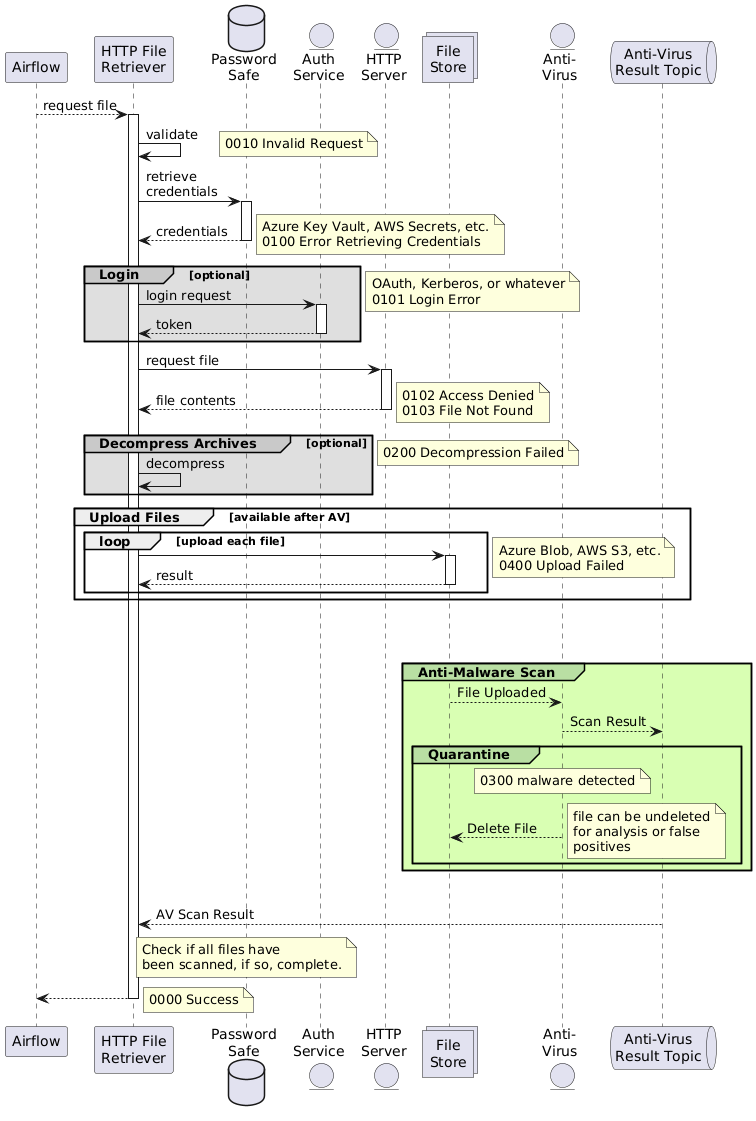 Airflow
HTTP File
Retriever
Password
Safe
Auth
Service
HTTP
Server
File
Store
Anti-
Virus
Anti-Virus
Result Topic
request file
validate
0010 Invalid Request
retrieve
credentials
credentials
Azure Key Vault, AWS Secrets, etc.
0100 Error Retrieving Credentials
Login
[optional]
OAuth, Kerberos, or whatever
0101 Login Error
login request
token
request file
file contents
0102 Access Denied
0103 File Not Found
Decompress Archives
[optional]
0200 Decompression Failed
decompress
Upload Files
[available after AV]
loop
[upload each file]
Azure Blob, AWS S3, etc.
0400 Upload Failed
result
Anti-Malware Scan
File Uploaded
Scan Result
Quarantine
0300 malware detected
Delete File
file can be undeleted
for analysis or false
positives
AV Scan Result
Check if all files have
been scanned, if so, complete.
0000 Success
Airflow
HTTP File
Retriever
Password
Safe
Auth
Service
HTTP
Server
File
Store
Anti-
Virus
Anti-Virus
Result Topic